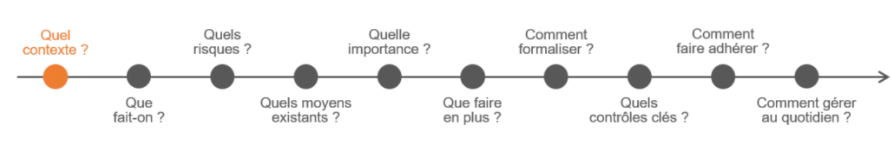 Quel
contexte ?
Que
fait-on ?
Quels
risques ?
Quels moyens
existants ?
Quelle
importance ?
Que faire
en plus ?
Comment
formaliser ?
Quels
contrôles clés ?
Comment
faire adhérer ?
Comment gérer
au quotidien ?